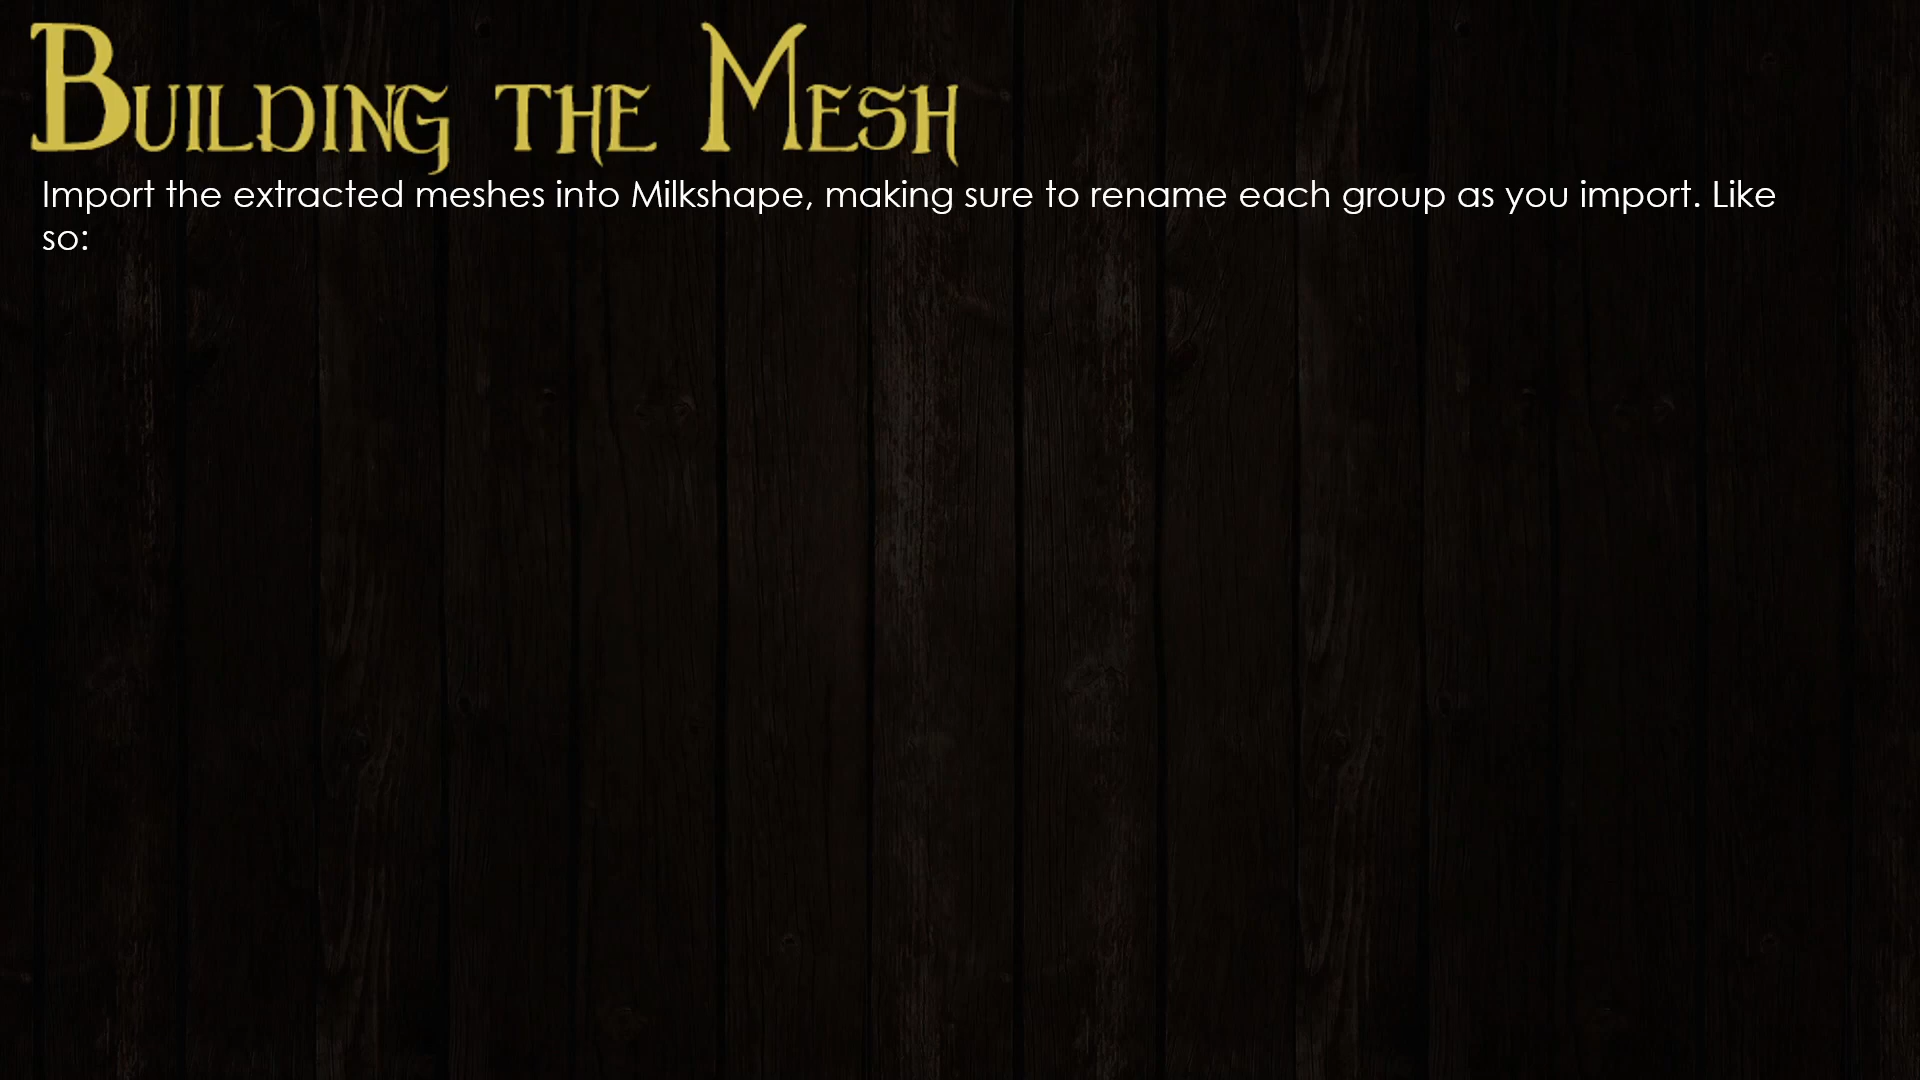 Building the Mesh
Import the extracted meshes into Milkshape, making sure to rename each group as you import. Like
so: